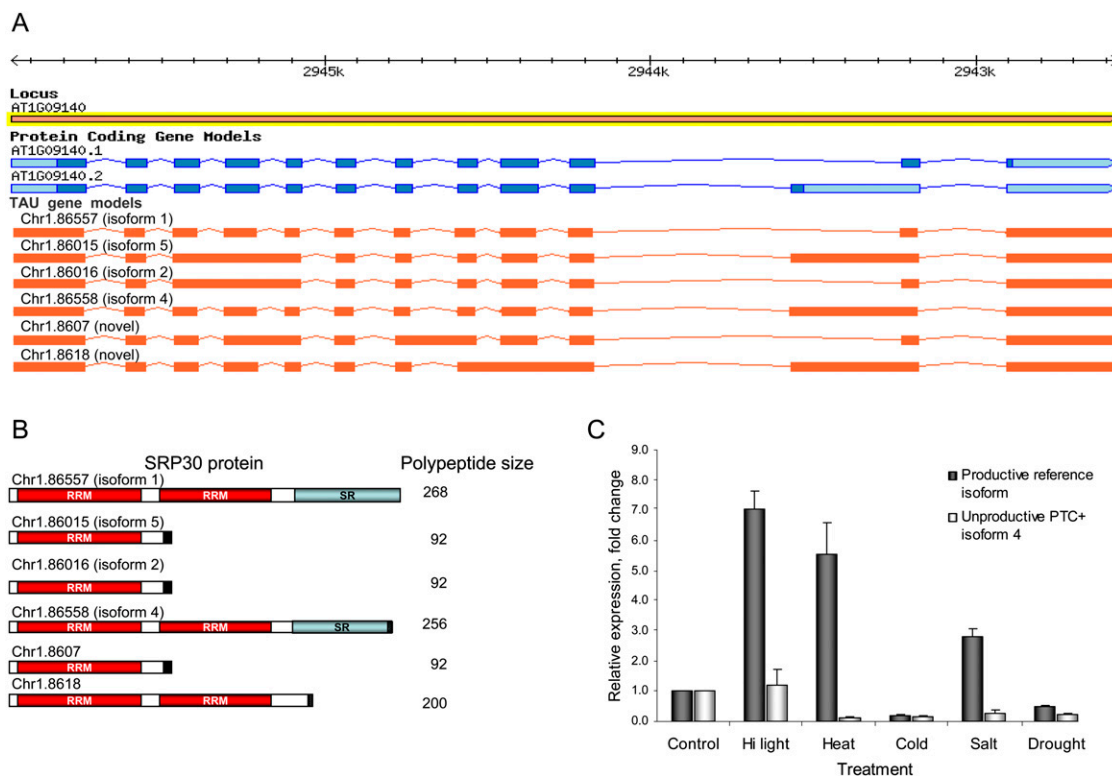 A
2945k
2944k
2943k
Locus
AT1G09140
Protein Coding Gene Models
AT1G09140.1
AT1G09140.2
TAU gene models
Chr1.86557 (isoform 1)
Chr1.86015 (isoform 5)
Chr1.86016 (isoform 2)
Chr1.86558 (isoform 4)
Chr1.8607 (novel)
Chr1.8618 (novel)
B
SRP30 protein
Polypeptide size
Chr1.86557 (isoform 1)
RRM RRM SR 268
Chr1.86015 (isoform 5)
RRM 92
Chr1.86016 (isoform 2)
RRM 92
Chr1.86558 (isoform 4)
RRM RRM SR 256
Chr1.8607
RRM 92
Chr1.8618
RRM RRM 200
C
Relative expression, fold change
9.0
8.0
7.0
6.0
5.0
4.0
3.0
2.0
1.0
0.0
Productive reference
isoform
Unproductive PTC+
isoform 4
Control Hi light Heat Cold Salt Drought
Treatment